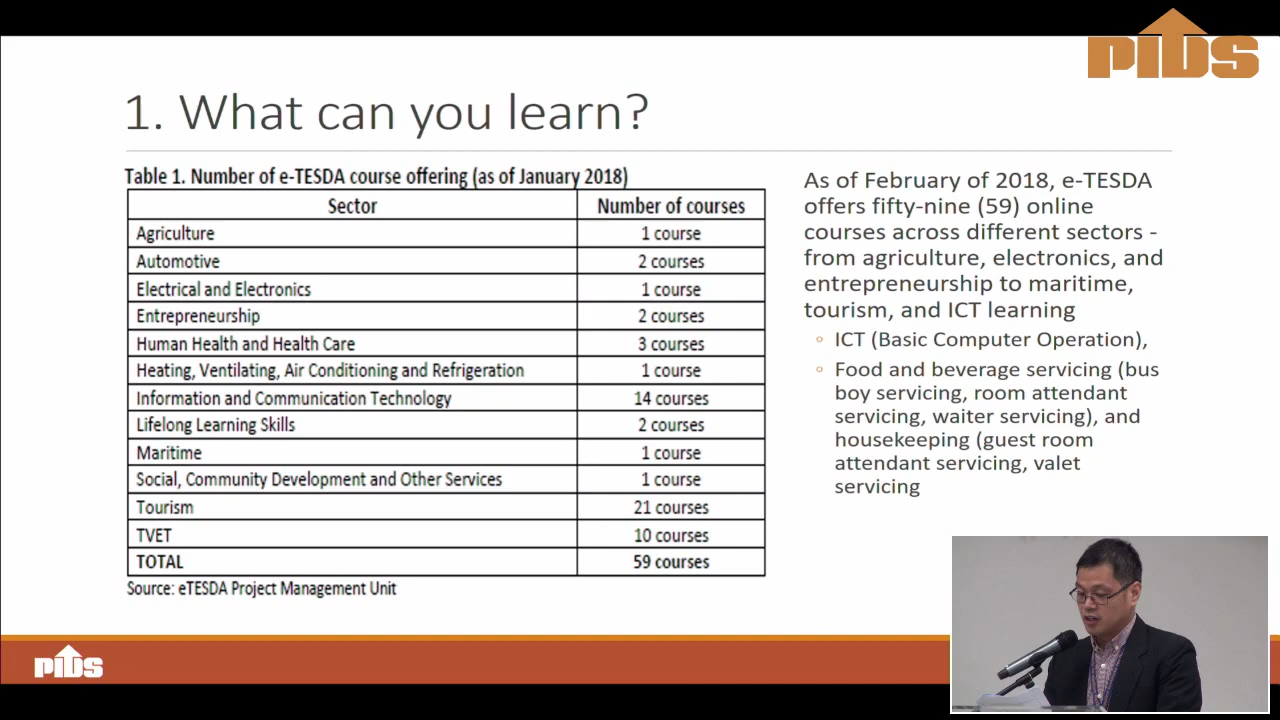 PIDS
1. What can you learn?
Table 1. Number of e-TESDA course offering (as of January 2018)
Sector Number of courses
Agriculture 1 course
Automotive 2 courses
Electrical and Electronics 1 course
Entrepreneurship 2 courses
Human Health and Health Care 3 courses
Heating, Ventilating, Air Conditioning and Refrigeration 1 course
Information and Communication Technology 14 courses
Lifelong Learning Skills 2 courses
Maritime 1 course
Social, Community Development and Other Services 1 course
Tourism 21 courses
TVET 10 courses
TOTAL 59 courses
Source: eTESDA Project Management Unit
As of February of 2018, e-TESDA
offers fifty-nine (59) online
courses across different sectors -
from agriculture, electronics, and
entrepreneurship to maritime,
tourism, and ICT learning
ICT (Basic Computer Operation),
Food and beverage servicing (bus
boy servicing, room attendant
servicing, waiter servicing), and
housekeeping (guest room
attendant servicing, valet
servicing
PIDS